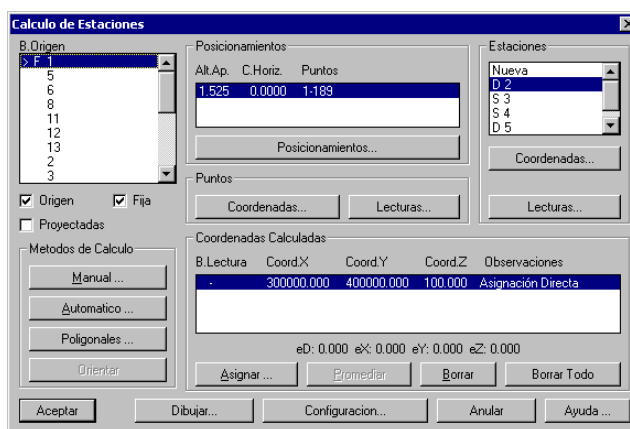 Calculo de Estaciones
B.Origen
> F 1
5
6
8
11
12
13
2
3
Origen Fija
Proyectadas
Metodos de Calculo
Manual ...
Automatico ...
Poligonales ...
Orientar
Posicionamientos
Alt.Ap. C.Horiz. Puntos
1.525 0.0000 1-189
Posicionamientos...
Puntos
Coordenadas... Lecturas...
Estaciones
Nueva
D 2
S 3
S 4
D 5
Coordenadas...
Lecturas...
Coordenadas Calculadas
B.Lectura Coord.X Coord.Y Coord.Z Observaciones
- 300000.000 400000.000 100.000 Asignación Directa
eD: 0.000 eX: 0.000 eY: 0.000 eZ: 0.000
Asignar ... Promediar Borrar Borrar Todo
Aceptar Dibujar... Configuracion... Anular Ayuda ...